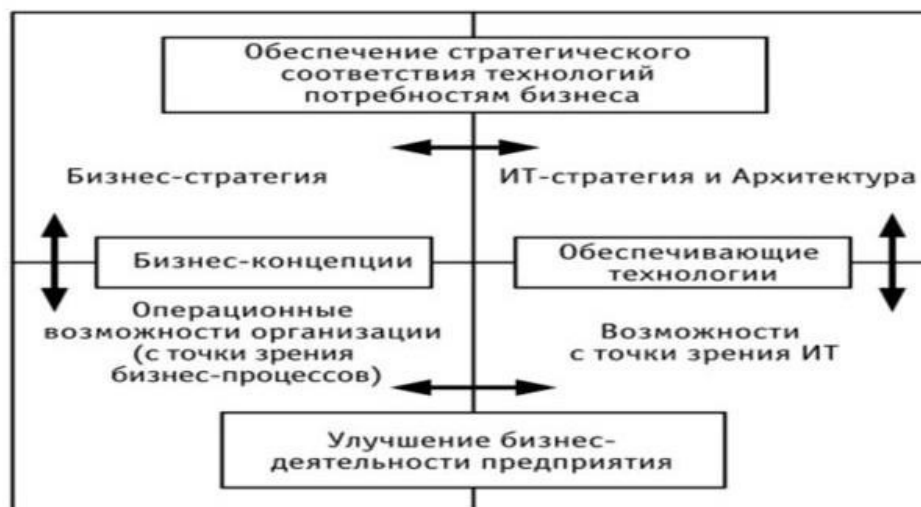 Обеспечение стратегического
соответствия технологий
потребностям бизнеса
Бизнес-стратегия
ИТ-стратегия и Архитектура
Бизнес-концепции
Обеспечивающие
технологии
Операционные
возможности организации
(с точки зрения
бизнес-процессов)
Возможности
с точки зрения ИТ
Улучшение бизнес-
деятельности предприятия